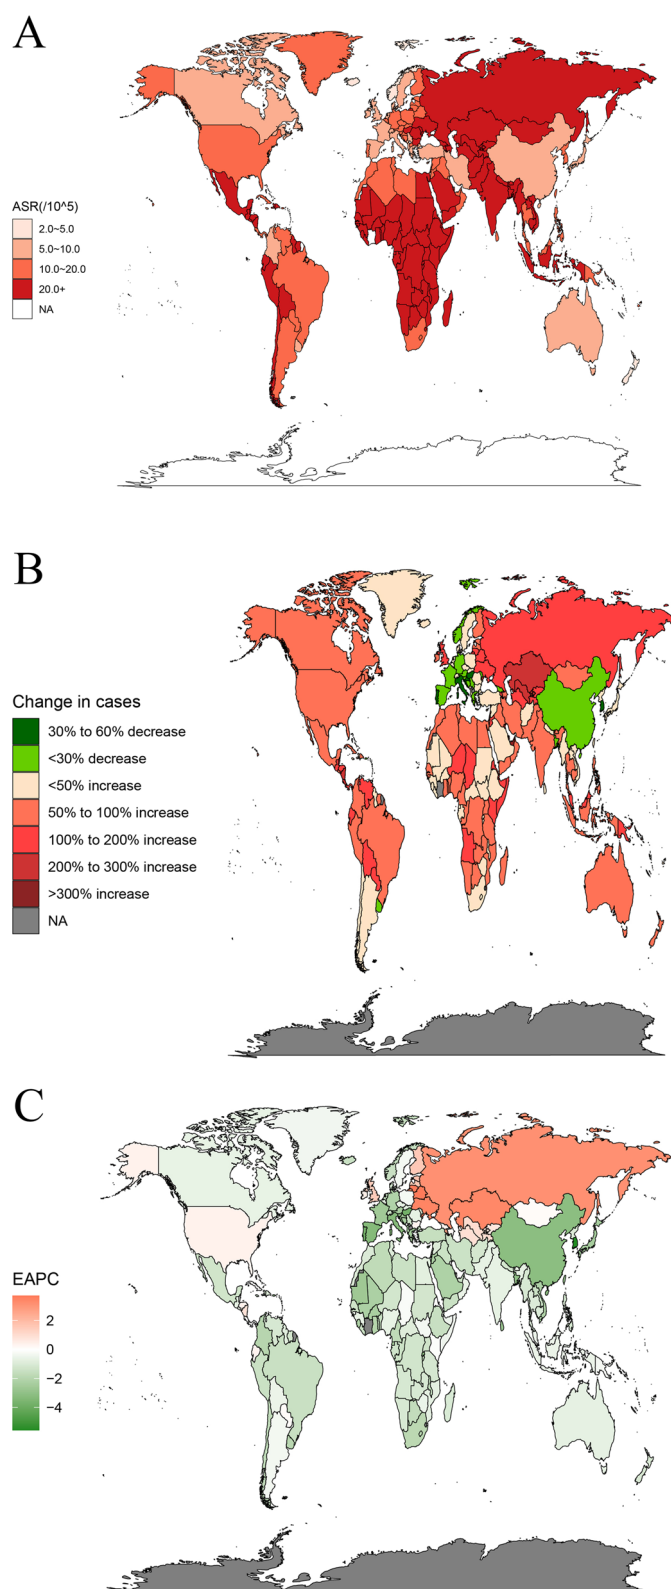 A
ASR(/10^5)
2.0~5.0
5.0~10.0
10.0~20.0
20.0+
NA
B
Change in cases
30% to 60% decrease
<30% decrease
<50% increase
50% to 100% increase
100% to 200% increase
200% to 300% increase
>300% increase
NA
C
EAPC
2
0
−2
−4